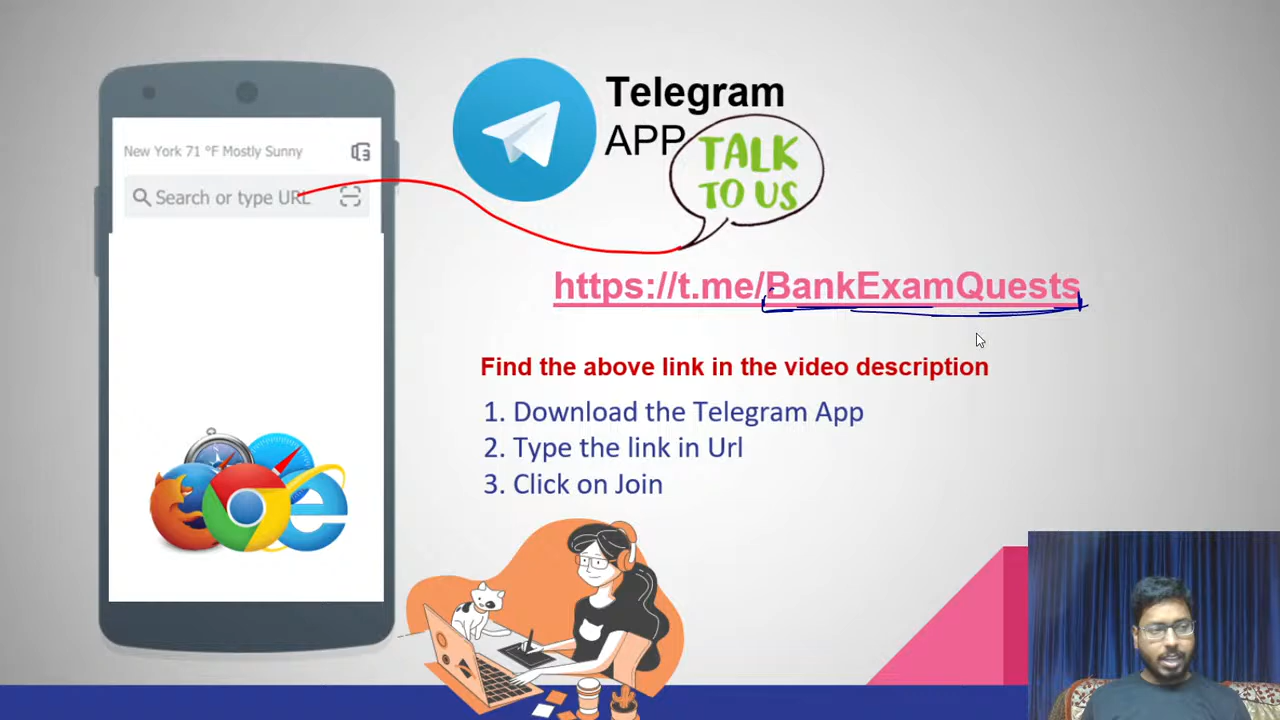 New York 71 °F Mostly Sunny
Search or type URL
Telegram
APP
TALK
TO US
https://t.me/BankExamQuests
Find the above link in the video description
1. Download the Telegram App
2. Type the link in Url
3. Click on Join